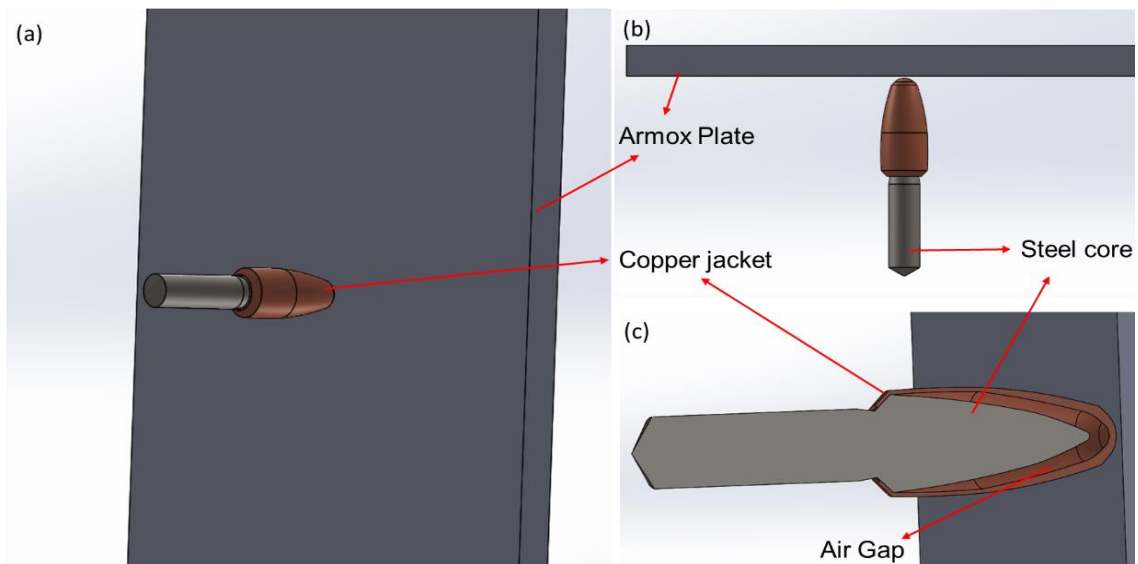 (a)
(b)
Armox Plate
Copper jacket
Steel core
(c)
Air Gap